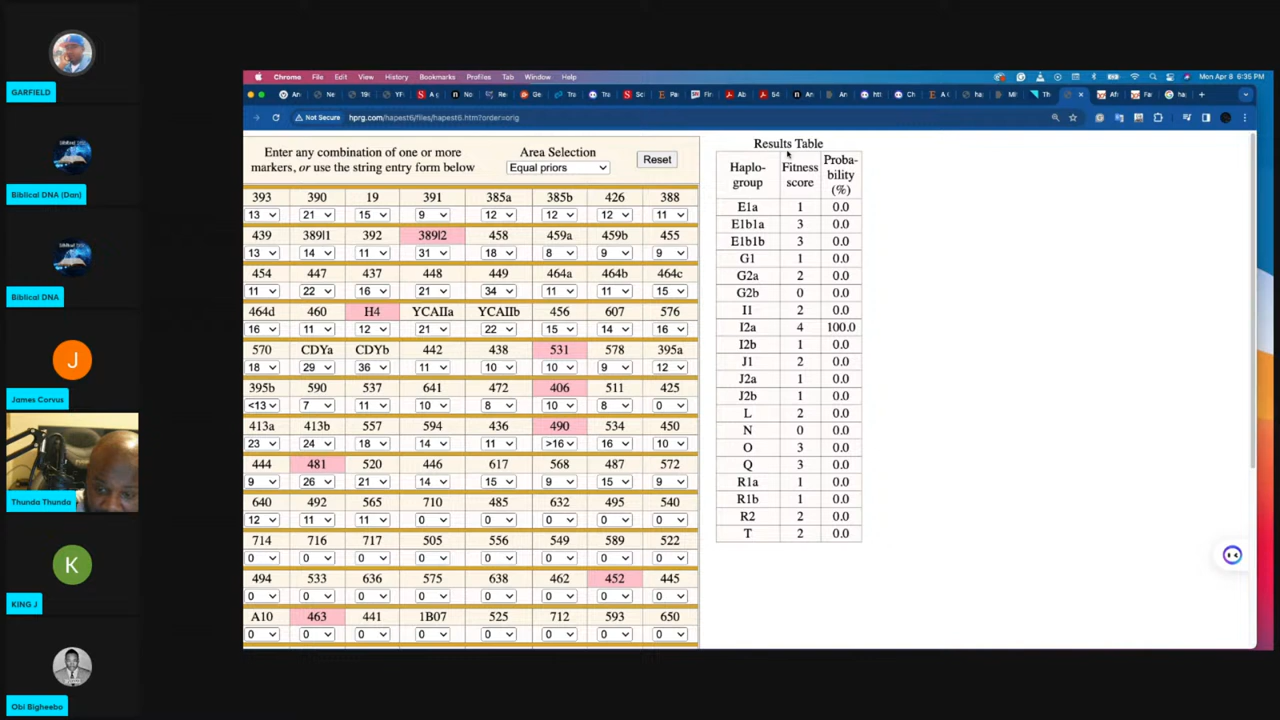 GARFIELD
Biblical DNA (Dan)
Biblical DNA
J
James Corvus
Thunda Thunda
K
KING J
Obi Bigheebo
Chrome File Edit View History Bookmarks Profiles Tab Window Help
Mon Apr 8 6:35 PM
Not Secure hprg.com/hapest6/files/hapest6.htm?order=orig
Enter any combination of one or more
markers, or use the string entry form below
Area Selection
Equal priors
Reset
393 390 19 391 385a 385b 426 388
13 21 15 9 12 12 12 11
439 389|1 392 389|2 458 459a 459b 455
13 14 11 31 18 8 9 9
454 447 437 448 449 464a 464b 464c
11 22 16 21 34 11 11 15
464d 460 H4 YCAIIa YCAIIb 456 607 576
16 11 12 21 22 15 14 16
570 CDYa CDYb 442 438 531 578 395a
18 29 36 11 10 10 9 12
395b 590 537 641 472 406 511 425
<13 7 11 10 8 10 8 0
413a 413b 557 594 436 490 534 450
23 24 18 14 11 >16 16 10
444 481 520 446 617 568 487 572
9 26 21 14 15 9 15 9
640 492 565 710 485 632 495 540
12 11 11 0 0 0 0 0
714 716 717 505 556 549 589 522
0 0 0 0 0 0 0 0
494 533 636 575 638 462 452 445
0 0 0 0 0 0 0 0
A10 463 441 1B07 525 712 593 650
0 0 0 0 0 0 0 0
Results Table
Haplo-
group
Fitness
score
Proba-
bility
(%)
E1a 1 0.0
E1b1a 3 0.0
E1b1b 3 0.0
G1 1 0.0
G2a 2 0.0
G2b 0 0.0
I1 2 0.0
I2a 4 100.0
I2b 1 0.0
J1 2 0.0
J2a 1 0.0
J2b 1 0.0
L 2 0.0
N 0 0.0
O 3 0.0
Q 3 0.0
R1a 1 0.0
R1b 1 0.0
R2 2 0.0
T 2 0.0